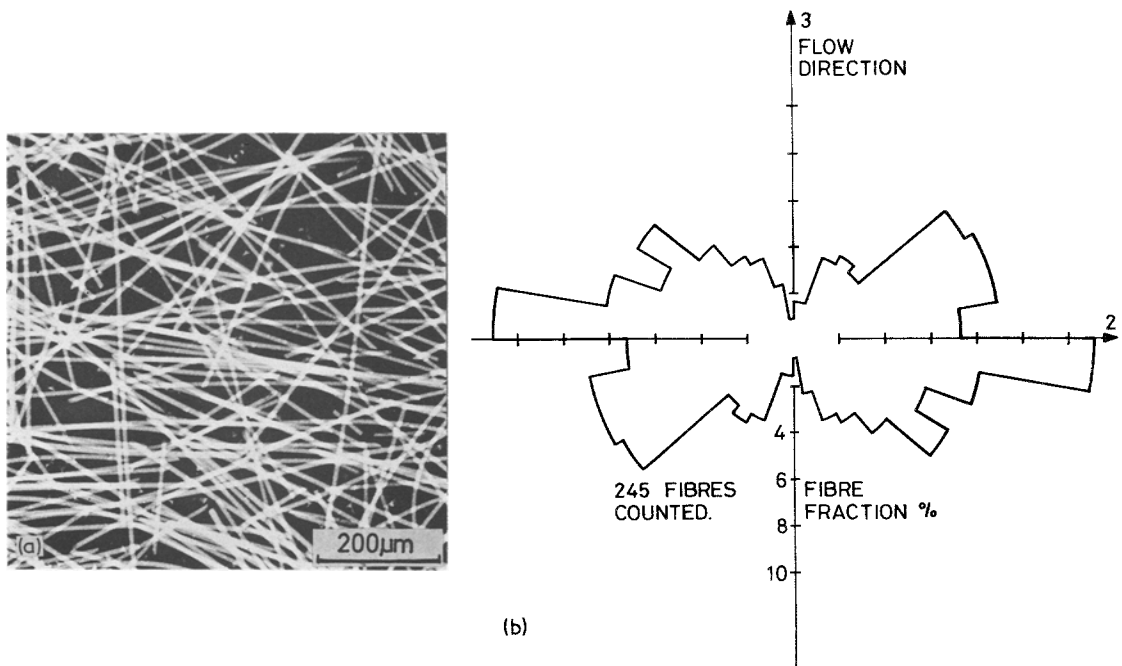 (a)
200µm
3
FLOW
DIRECTION
2
4
6
8
10
245 FIBRES
COUNTED.
FIBRE
FRACTION %
(b)